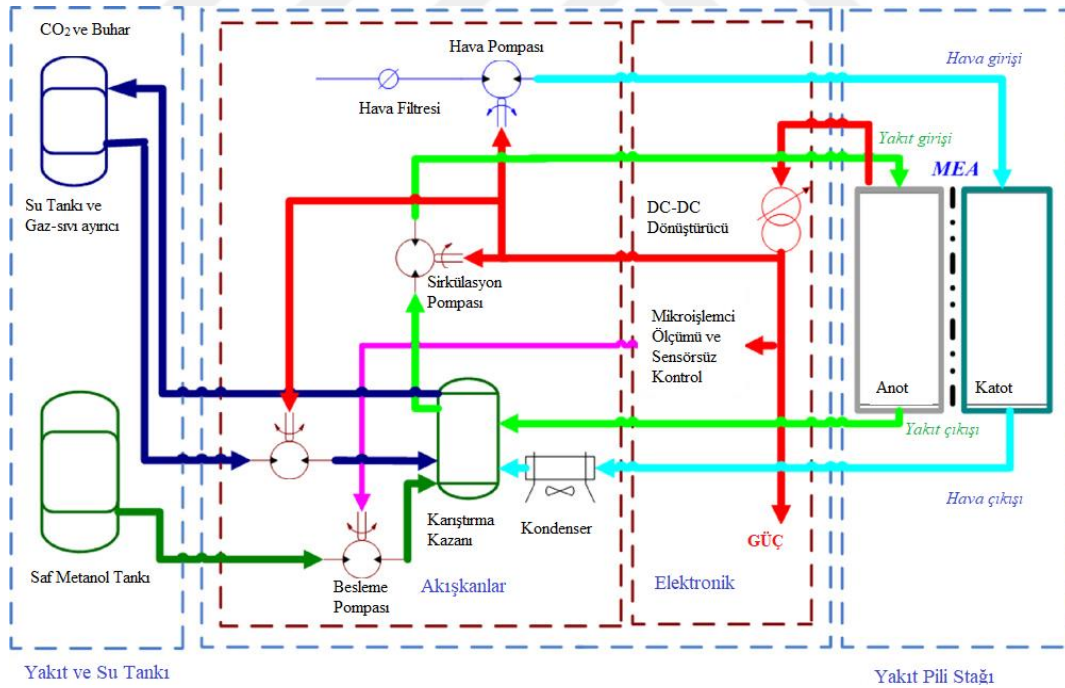 CO₂ ve Buhar
Su Tankı ve
Gaz-sıvı ayırıcı
Saf Metanol Tankı
Yakıt ve Su Tankı
Hava Pompası
Hava Filtresi
Sirkülasyon
Pompası
Karıştırma
Kazanı
Besleme
Pompası
Kondenser
Akışkanlar
DC-DC
Dönüştürücü
Mikroişlemci
Ölçümü ve
Sensörsüz
Kontrol
GÜÇ
Elektronik
Hava girişi
Yakıt girişi
MEA
Anot
Katot
Yakıt çıkışı
Hava çıkışı
Yakıt Pili Stağı